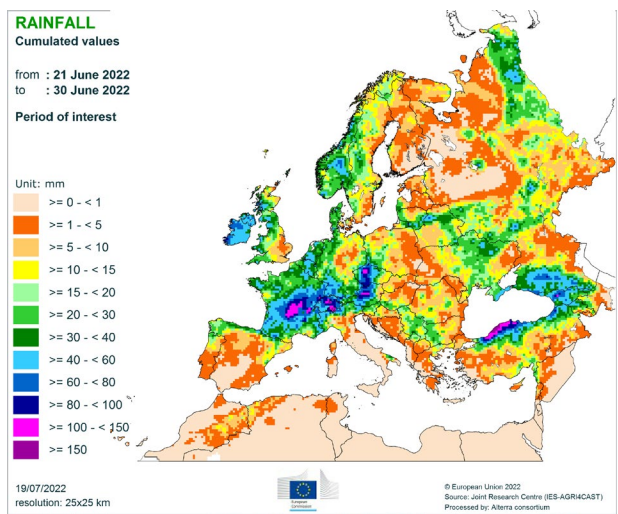 RAINFALL
Cumulated values
from : 21 June 2022
to : 30 June 2022
Period of interest
Unit: mm
>= 0 - < 1
>= 1 - < 5
>= 5 - < 10
>= 10 - < 15
>= 15 - < 20
>= 20 - < 30
>= 30 - < 40
>= 40 - < 60
>= 60 - < 80
>= 80 - < 100
>= 100 - < 150
>= 150
19/07/2022
resolution: 25x25 km
European
Commission
© European Union 2022
Source: Joint Research Centre (IES-AGRI4CAST)
Processed by: Alterra consortium